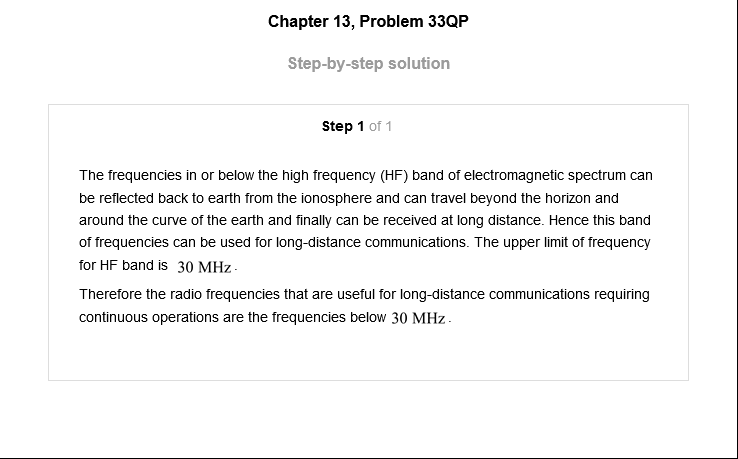 Chapter 13, Problem 33QP
Step-by-step solution
Step 1 of 1
The frequencies in or below the high frequency (HF) band of electromagnetic spectrum can
be reflected back to earth from the ionosphere and can travel beyond the horizon and
around the curve of the earth and finally can be received at long distance. Hence this band
of frequencies can be used for long-distance communications. The upper limit of frequency
for HF band is 30 MHz.
Therefore the radio frequencies that are useful for long-distance communications requiring
continuous operations are the frequencies below 30 MHz.